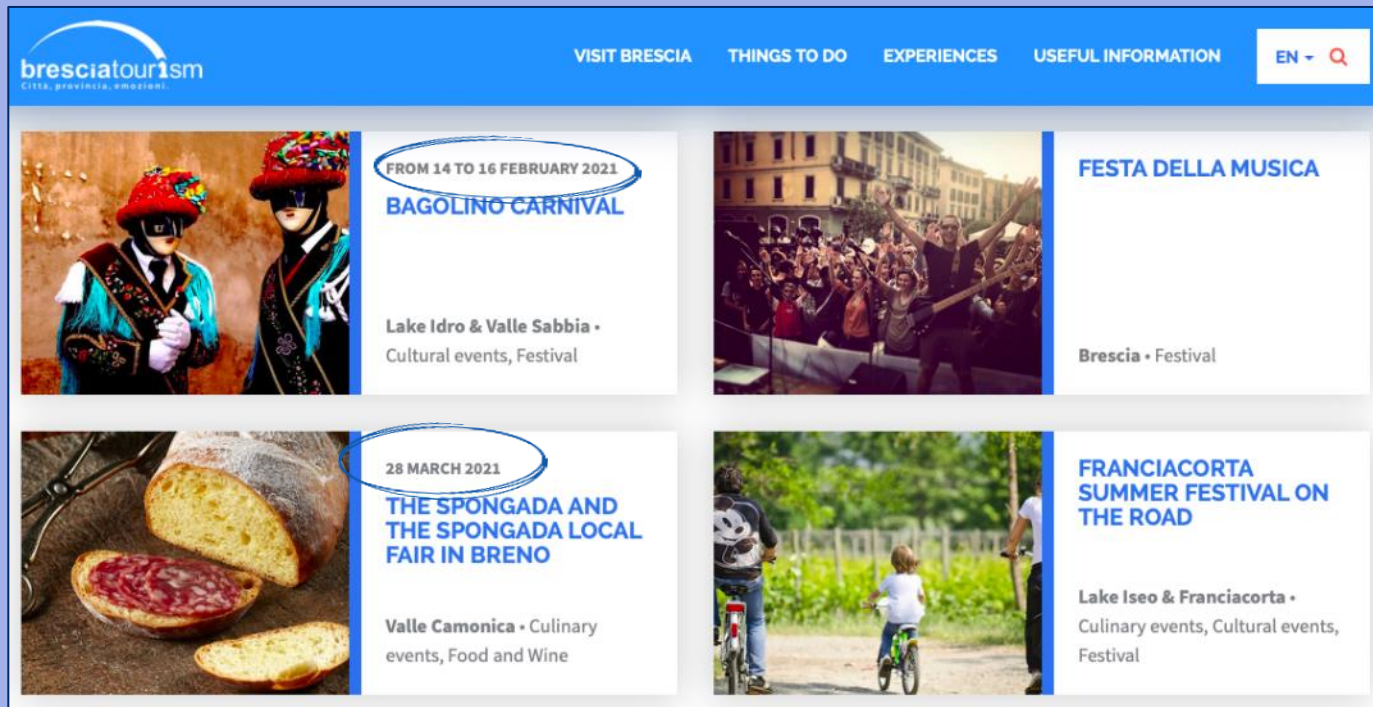 bresciatourism
Città, provincia, emozioni.
VISIT BRESCIA
THINGS TO DO
EXPERIENCES
USEFUL INFORMATION
EN
FROM 14 TO 16 FEBRUARY 2021
BAGOLINO CARNIVAL
Lake Idro & Valle Sabbia •
Cultural events, Festival
FESTA DELLA MUSICA
Brescia • Festival
28 MARCH 2021
THE SPONGADA AND
THE SPONGADA LOCAL
FAIR IN BRENO
Valle Camonica • Culinary
events, Food and Wine
FRANCIACORTA
SUMMER FESTIVAL ON
THE ROAD
Lake Iseo & Franciacorta •
Culinary events, Cultural events,
Festival